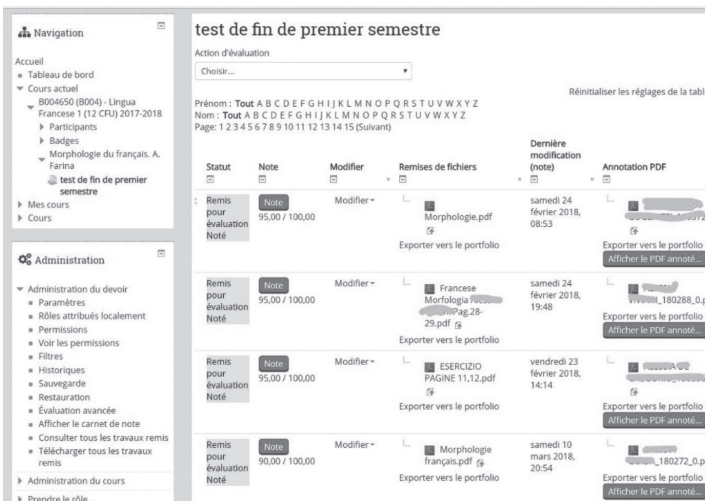 Navigation
Accueil
Tableau de bord
Cours actuel
B004650 (B004) - Lingua
Francese 1 (12 CFU) 2017-2018
Participants
Badges
Morphologie du français. A.
Farina
test de fin de premier
semestre
Mes cours
Cours
Administration
Administration du devoir
Paramètres
Rôles attribués localement
Permissions
Voir les permissions
Filtres
Historiques
Sauvegarde
Restauration
Évaluation avancée
Afficher le carnet de note
Consulter tous les travaux remis
Télécharger tous les travaux
remis
Administration du cours
Prendre le rôle
test de fin de premier semestre
Action d'évaluation
Choisir...
Réinitialiser les réglages de la tabl
Prénom : Tout A B C D E F G H I J K L M N O P Q R S T U V W X Y Z
Nom : Tout A B C D E F G H I J K L M N O P Q R S T U V W X Y Z
Page: 1 2 3 4 5 6 7 8 9 10 11 12 13 14 15 (Suivant)
Statut
Note
Modifier
Remises de fichiers
Dernière
modification
(note)
Annotation PDF
Remis
pour
évaluation
Noté
Note
95,00 / 100,00
Modifier
Morphologie.pdf
Exporter vers le portfolio
samedi 24
février 2018,
08:53
Exporter vers le portfolio
Afficher le PDF annoté...
Remis
pour
évaluation
Noté
Note
95,00 / 100,00
Modifier
Francese
Morfologia
Pag.28-
29.pdf
Exporter vers le portfolio
samedi 24
février 2018,
19:48
_180288_0.p
Exporter vers le portfolio
Afficher le PDF annoté...
Remis
pour
évaluation
Noté
Note
95,00 / 100,00
Modifier
ESERCIZIO
PAGINE 11,12.pdf
Exporter vers le portfolio
vendredi 23
février 2018,
14:14
Exporter vers le portfolio
Afficher le PDF annoté...
Remis
pour
évaluation
Noté
Note
90,00 / 100,00
Modifier
Morphologie
français.pdf
Exporter vers le portfolio
samedi 10
mars 2018,
20:54
_180272_0.p
Exporter vers le portfolio
Afficher le PDF annoté...